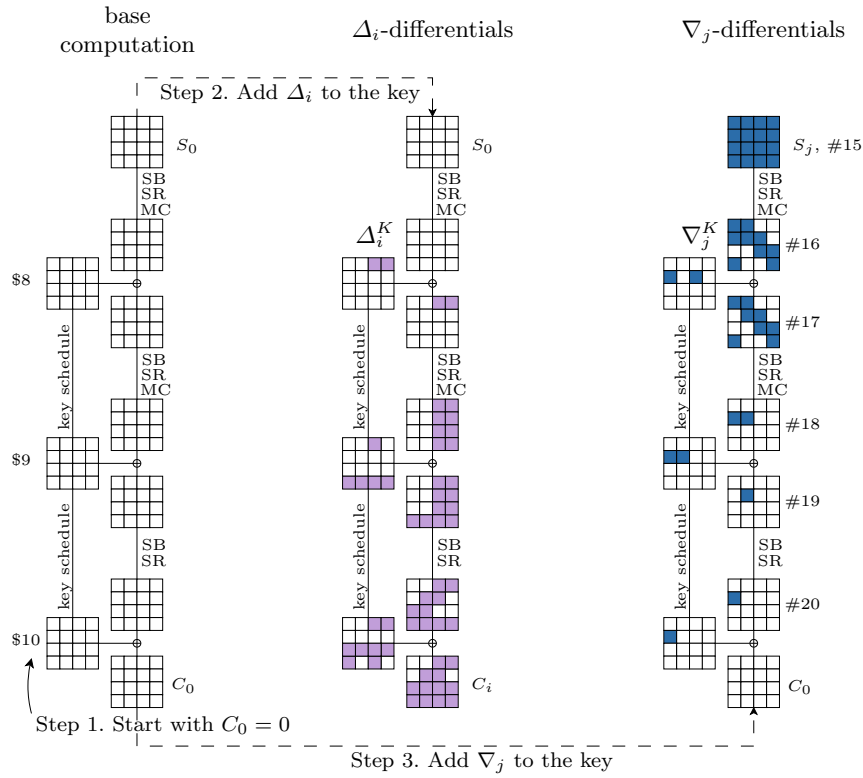 base
computation
Δᵢ-differentials
∇ⱼ-differentials
Step 2. Add Δᵢ to the key
S₀
S₀
Sⱼ, #15
SB
SR
MC
SB
SR
MC
SB
SR
MC
Δᵢᴷ
∇ⱼᴷ
#16
$8
#17
key schedule
key schedule
key schedule
SB
SR
MC
SB
SR
MC
SB
SR
MC
#18
$9
#19
key schedule
key schedule
key schedule
SB
SR
SB
SR
SB
SR
#20
$10
C₀
Cᵢ
C₀
Step 1. Start with C₀ = 0
Step 3. Add ∇ⱼ to the key